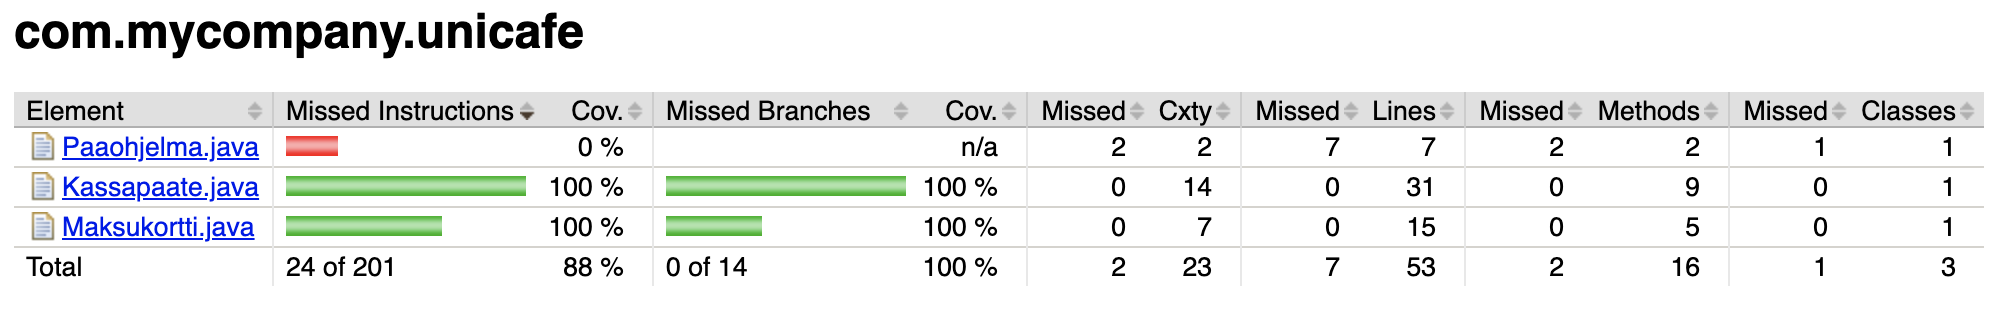 com.mycompany.unicafe
Element Missed Instructions Cov. Missed Branches Cov. Missed Cxty Missed Lines Missed Methods Missed Classes
Paaohjelma.java 0 % n/a 2 2 7 7 2 2 1 1
Kassapaate.java 100 % 100 % 0 14 0 31 0 9 0 1
Maksukortti.java 100 % 100 % 0 7 0 15 0 5 0 1
Total 24 of 201 88 % 0 of 14 100 % 2 23 7 53 2 16 1 3